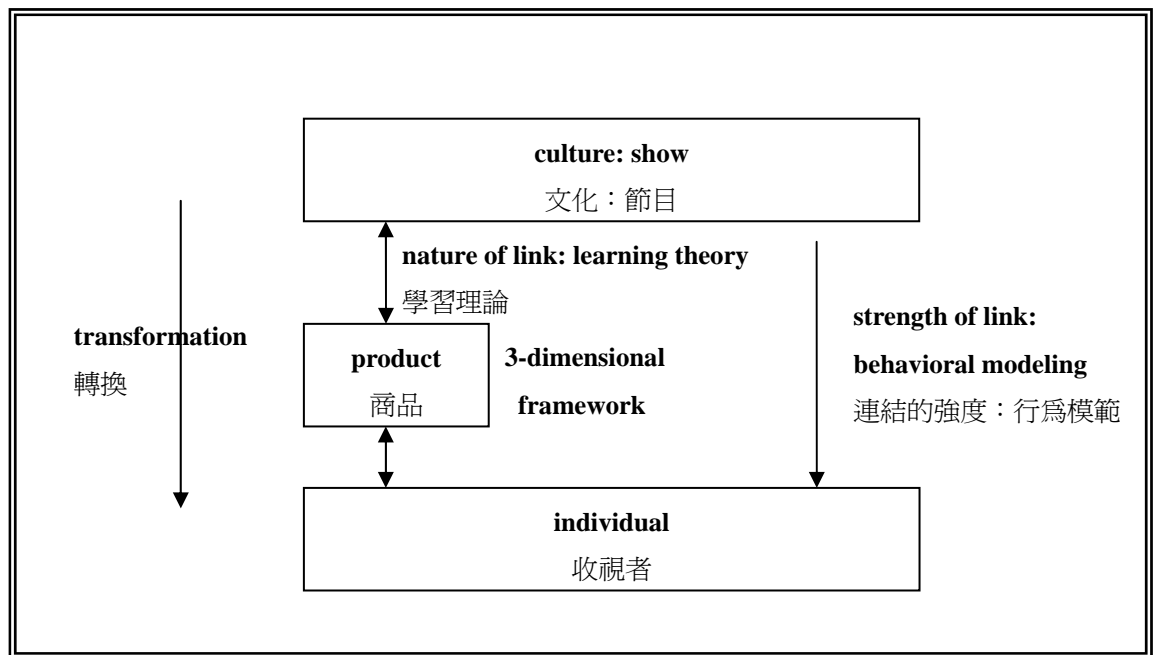 culture: show
文化：節目
nature of link: learning theory
學習理論
transformation
轉換
product
商品
3-dimensional
framework
strength of link:
behavioral modeling
連結的強度：行為模範
individual
收視者